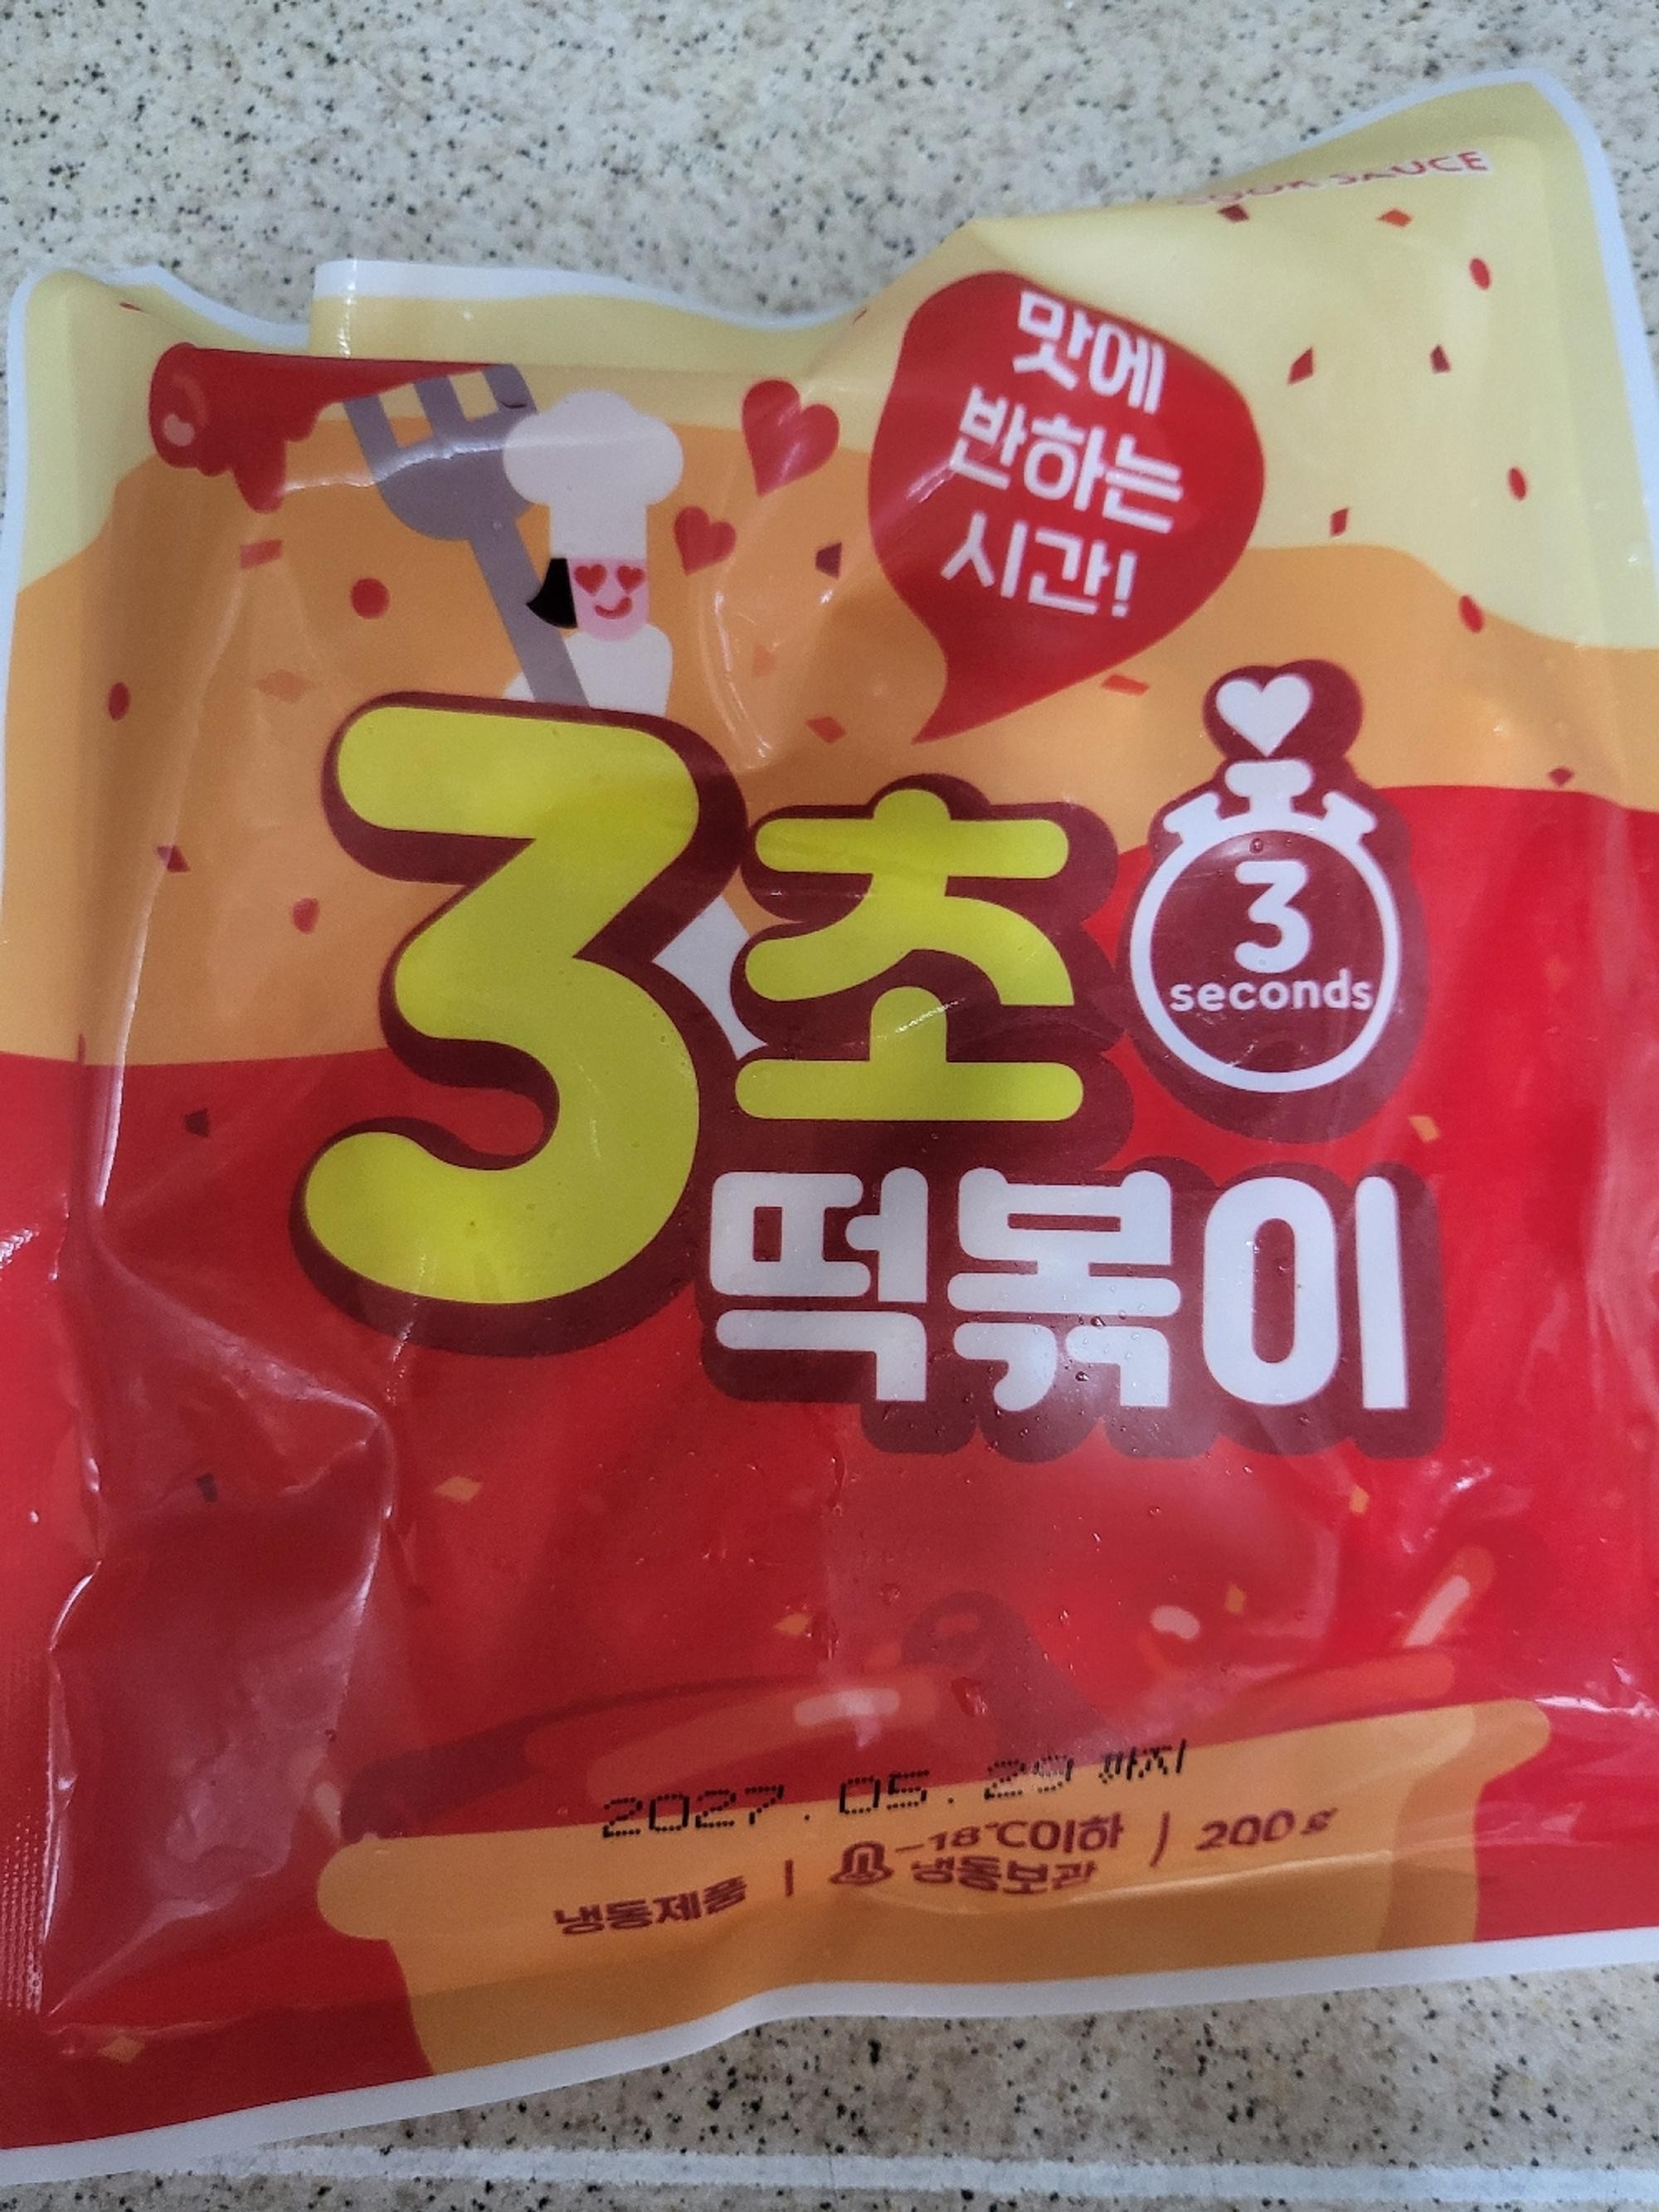 SAUCE
맛에
반하는
시간!
3초
3
seconds
떡볶이
2027.05.29 까지
냉동제품 | -18℃이하 냉동보관 | 200g